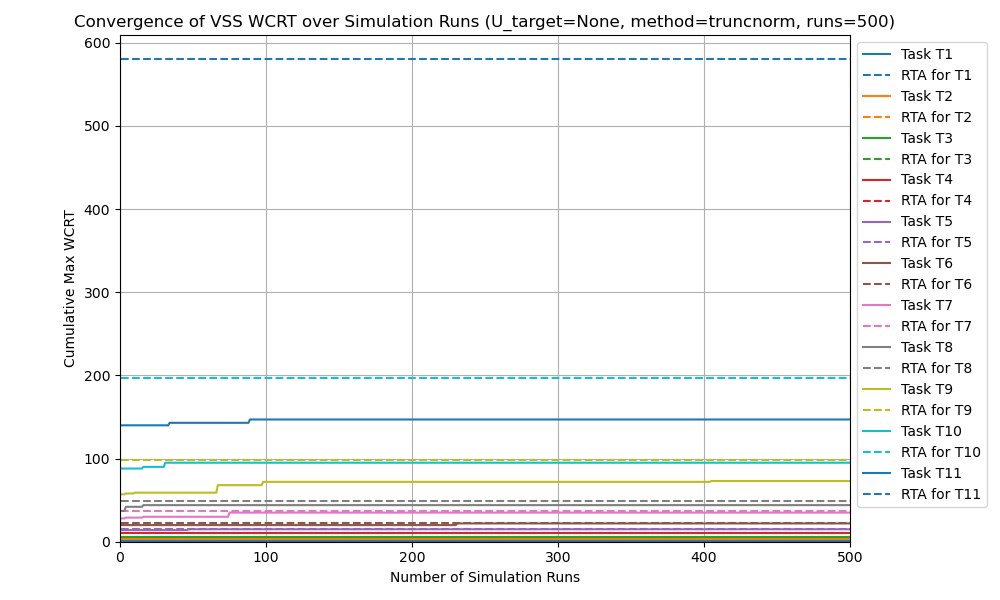 Convergence of VSS WCRT over Simulation Runs (U_target=None, method=truncnorm, runs=500)
Cumulative Max WCRT
600
500
400
300
200
100
0
0 100 200 300 400 500
Number of Simulation Runs
Task T1
RTA for T1
Task T2
RTA for T2
Task T3
RTA for T3
Task T4
RTA for T4
Task T5
RTA for T5
Task T6
RTA for T6
Task T7
RTA for T7
Task T8
RTA for T8
Task T9
RTA for T9
Task T10
RTA for T10
Task T11
RTA for T11